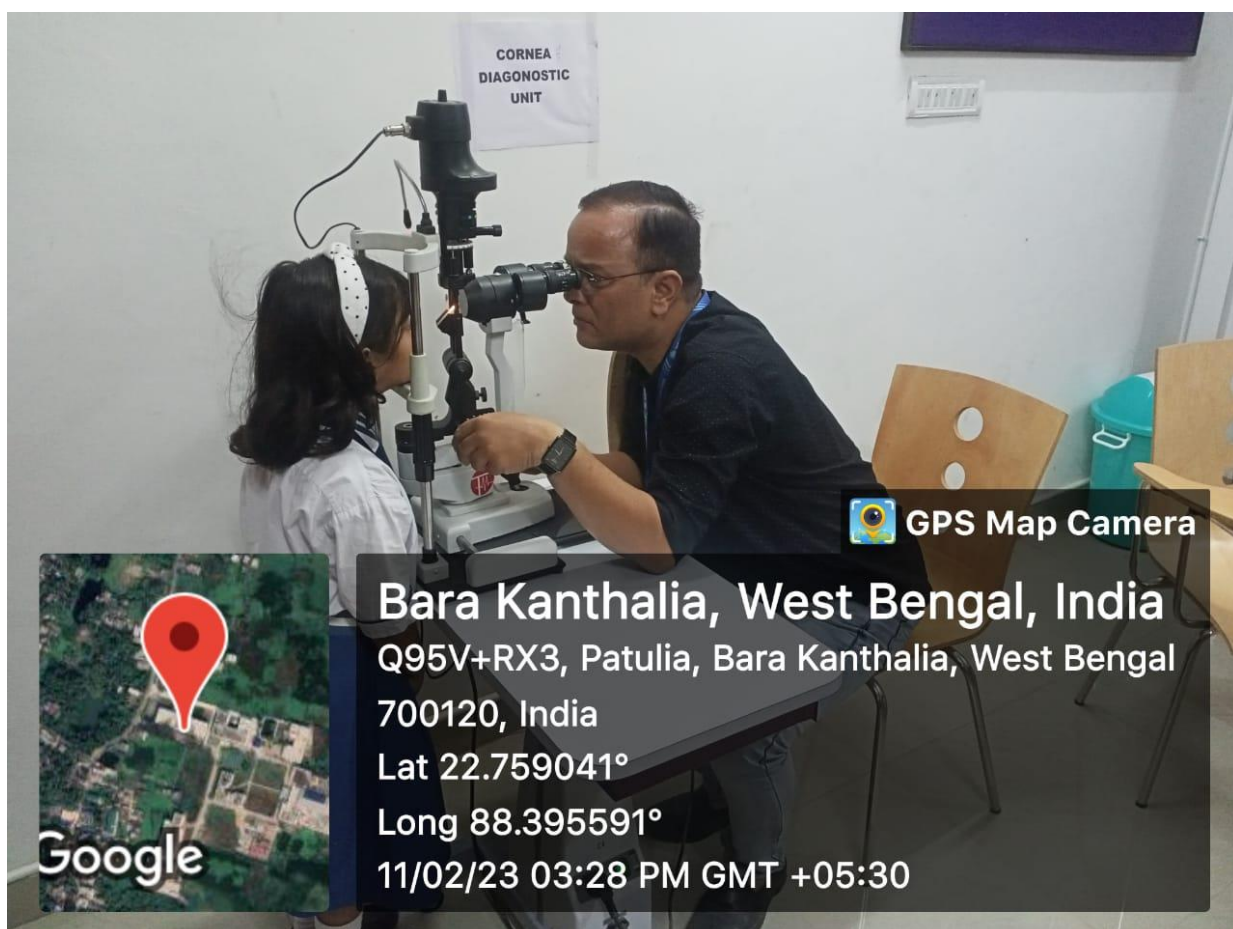 CORNEA
DIAGONOSTIC
UNIT
GPS Map Camera
Bara Kanthalia, West Bengal, India
Q95V+RX3, Patulia, Bara Kanthalia, West Bengal
700120, India
Lat 22.759041°
Long 88.395591°
11/02/23 03:28 PM GMT +05:30
Google